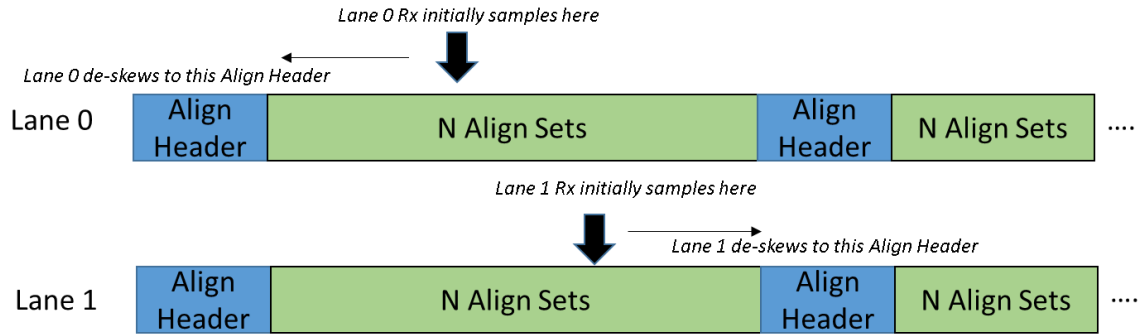 Lane 0 Rx initially samples here
Lane 0 de-skews to this Align Header
Lane 0
Align
Header
N Align Sets
Align
Header
N Align Sets
....
Lane 1 Rx initially samples here
Lane 1 de-skews to this Align Header
Lane 1
Align
Header
N Align Sets
Align
Header
N Align Sets
....